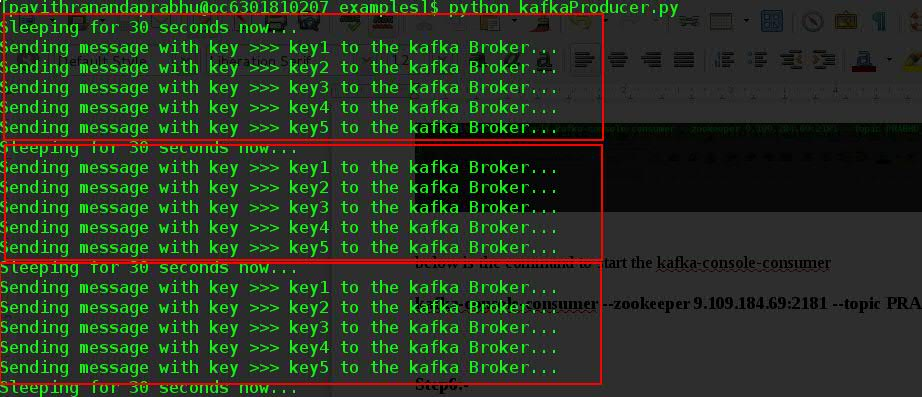 [pavithranandaprabhu@oc6301810207 examples]$ python kafkaProducer.py
Sleeping for 30 seconds now...
Sending message with key >>> key1 to the kafka Broker...
Sending message with key >>> key2 to the kafka Broker...
Sending message with key >>> key3 to the kafka Broker...
Sending message with key >>> key4 to the kafka Broker...
Sending message with key >>> key5 to the kafka Broker...
Sleeping for 30 seconds now...
Sending message with key >>> key1 to the kafka Broker...
Sending message with key >>> key2 to the kafka Broker...
Sending message with key >>> key3 to the kafka Broker...
Sending message with key >>> key4 to the kafka Broker...
Sending message with key >>> key5 to the kafka Broker...
Sleeping for 30 seconds now...
Sending message with key >>> key1 to the kafka Broker...
Sending message with key >>> key2 to the kafka Broker...
Sending message with key >>> key3 to the kafka Broker...
Sending message with key >>> key4 to the kafka Broker...
Sending message with key >>> key5 to the kafka Broker...
Sleeping for 30 seconds now...
Default Style
Liberation Serif
below is the command to start the kafka-console-consumer
kafka-console-consumer --zookeeper 9.109.184.69:2181 --topic PRA
Step6:-